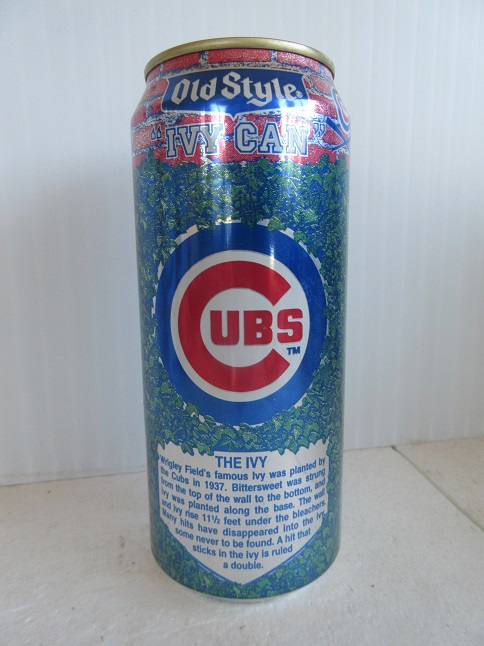 Old Style®
"IVY CAN"
CUBS
TM
THE IVY
Wrigley Field's famous Ivy was planted by
the Cubs in 1937. Bittersweet was strung
from the top of the wall to the bottom, and
Ivy was planted along the base. The wall
and ivy rise 11½ feet under the bleachers.
Many hits have disappeared into the Ivy,
some never to be found. A hit that
sticks in the ivy is ruled
a double.